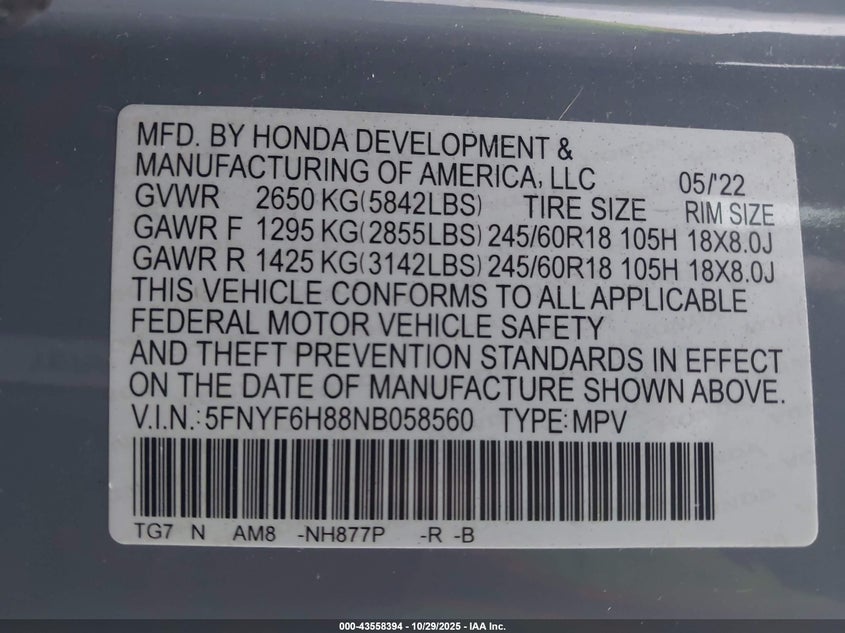 MFD. BY HONDA DEVELOPMENT &
MANUFACTURING OF AMERICA, LLC 05/'22
GVWR 2650 KG(5842LBS) TIRE SIZE RIM SIZE
GAWR F 1295 KG(2855LBS) 245/60R18 105H 18X8.0J
GAWR R 1425 KG(3142LBS) 245/60R18 105H 18X8.0J
THIS VEHICLE CONFORMS TO ALL APPLICABLE
FEDERAL MOTOR VEHICLE SAFETY
AND THEFT PREVENTION STANDARDS IN EFFECT
ON THE DATE OF MANUFACTURE SHOWN ABOVE.
V.I.N.:5FNYF6H88NB058560 TYPE:MPV
TG7 N AM8 -NH877P -R -B
000-43558394 - 10/29/2025 - IAA Inc.